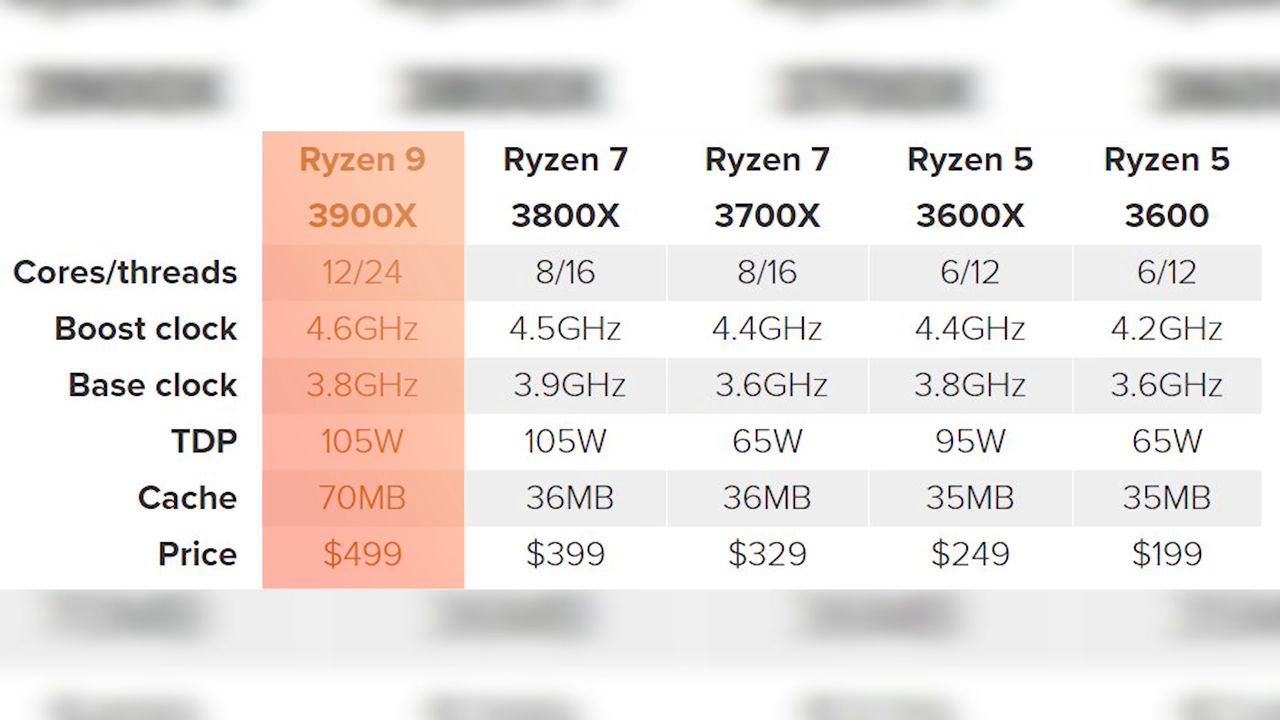 Ryzen 9 Ryzen 7 Ryzen 7 Ryzen 5 Ryzen 5
3900X 3800X 3700X 3600X 3600
Cores/threads 12/24 8/16 8/16 6/12 6/12
Boost clock 4.6GHz 4.5GHz 4.4GHz 4.4GHz 4.2GHz
Base clock 3.8GHz 3.9GHz 3.6GHz 3.8GHz 3.6GHz
TDP 105W 105W 65W 95W 65W
Cache 70MB 36MB 36MB 35MB 35MB
Price $499 $399 $329 $249 $199